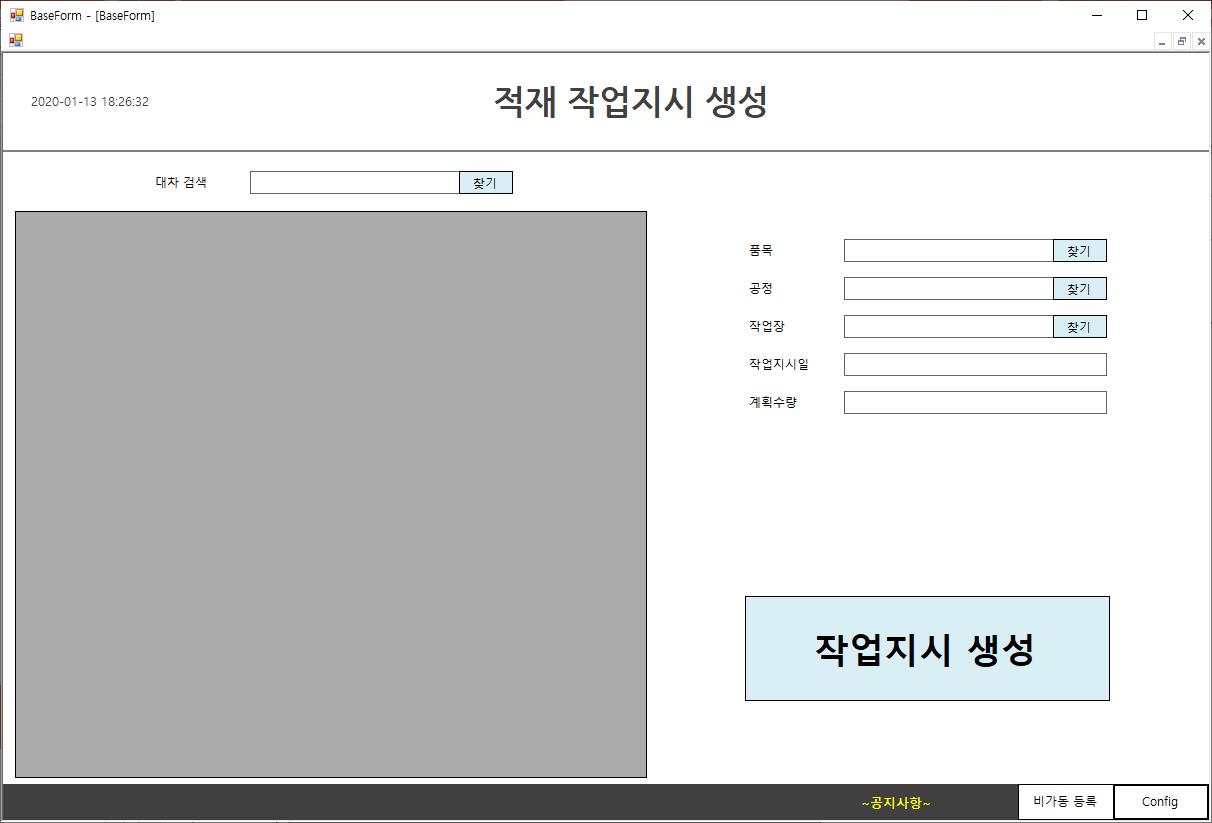 BaseForm - [BaseForm]
2020-01-13 18:26:32
적재 작업지시 생성
대차 검색
찾기
품목
찾기
공정
찾기
작업장
찾기
작업지시일
계획수량
작업지시 생성
~공지사항~
비가동 등록
Config